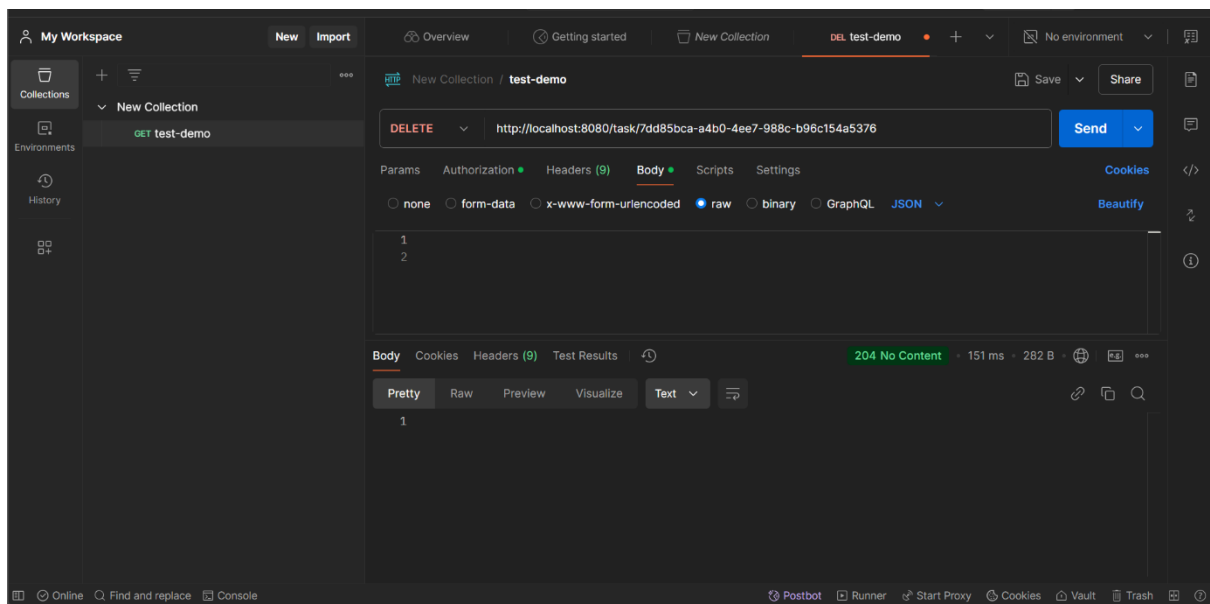 My Workspace New Import Overview Getting started New Collection DEL test-demo No environment
Collections
New Collection / test-demo Save Share
New Collection
GET test-demo
DELETE http://localhost:8080/task/7dd85bca-a4b0-4ee7-988c-b96c154a5376 Send
Environments
Params Authorization Headers (9) Body Scripts Settings Cookies
History
none form-data x-www-form-urlencoded raw binary GraphQL JSON Beautify
1
2
Body Cookies Headers (9) Test Results 204 No Content 151 ms 282 B e.g.
Pretty Raw Preview Visualize Text
1
Online Find and replace Console Postbot Runner Start Proxy Cookies Vault Trash